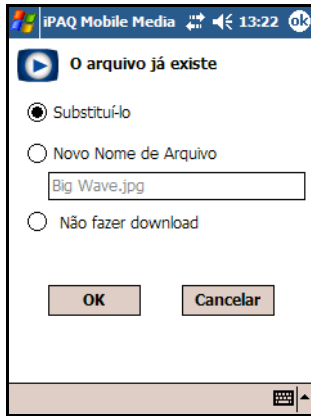 iPAQ Mobile Media 13:22 ok
O arquivo já existe
Substituí-lo
Novo Nome de Arquivo
Big Wave.jpg
Não fazer download
OK Cancelar